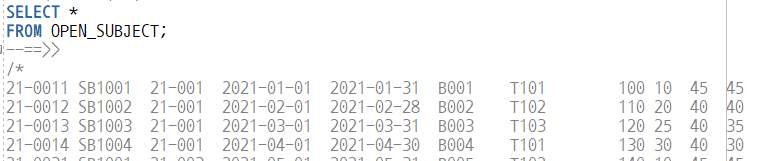 SELECT *
FROM OPEN_SUBJECT;
--==>>
/*
21-0011 SB1001 21-001 2021-01-01 2021-01-31 B001 T101 100 10 45 45
21-0012 SB1002 21-001 2021-02-01 2021-02-28 B002 T102 110 20 40 40
21-0013 SB1003 21-001 2021-03-01 2021-03-31 B003 T103 120 25 40 35
21-0014 SB1004 21-001 2021-04-01 2021-04-30 B004 T101 130 30 40 30